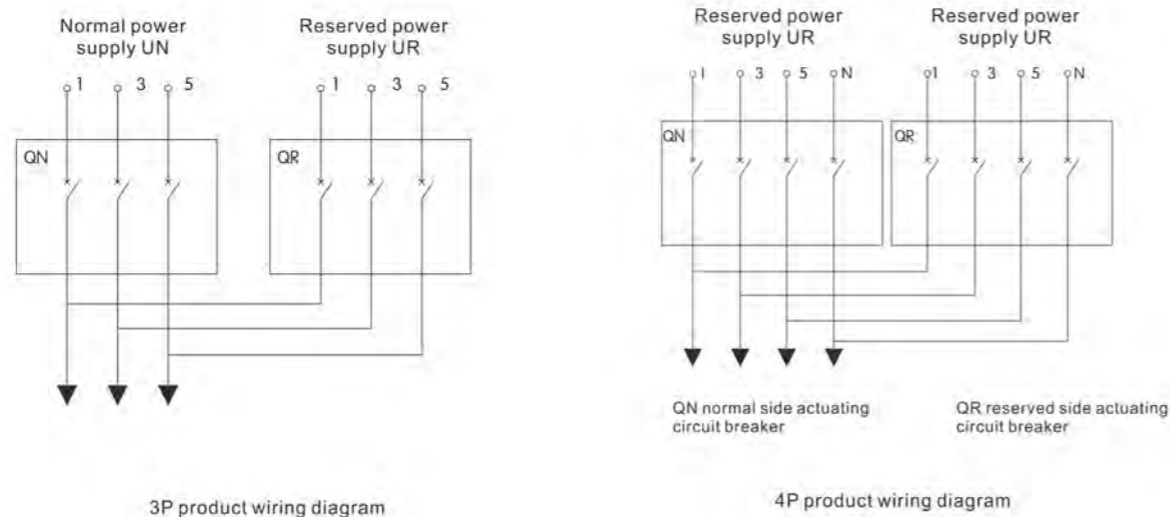 Normal power
supply UN
Reserved power
supply UR
1 3 5
1 3 5
QN
QR
3P product wiring diagram
Reserved power
supply UR
Reserved power
supply UR
1 3 5 N
1 3 5 N
QN
QR
QN normal side actuating
circuit breaker
QR reserved side actuating
circuit breaker
4P product wiring diagram